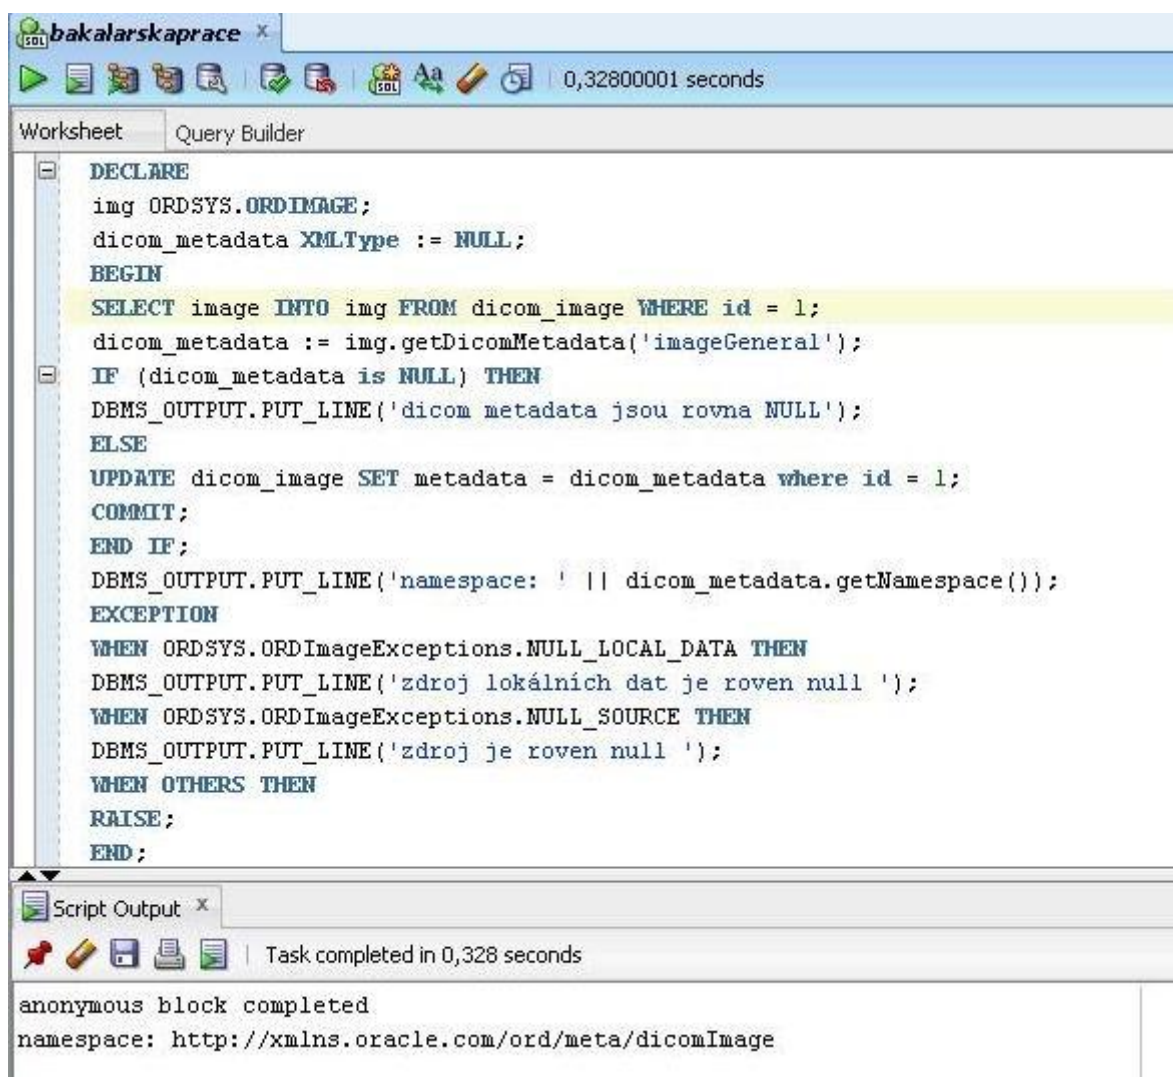 bakalarskaprace
0,32800001 seconds
Worksheet Query Builder
DECLARE
img ORDSYS.ORDIMAGE;
dicom_metadata XMLType := NULL;
BEGIN
SELECT image INTO img FROM dicom_image WHERE id = 1;
dicom_metadata := img.getDicomMetadata('imageGeneral');
IF (dicom_metadata is NULL) THEN
DBMS_OUTPUT.PUT_LINE('dicom metadata jsou rovna NULL');
ELSE
UPDATE dicom_image SET metadata = dicom_metadata where id = 1;
COMMIT;
END IF;
DBMS_OUTPUT.PUT_LINE('namespace: ' || dicom_metadata.getNamespace());
EXCEPTION
WHEN ORDSYS.ORDImageExceptions.NULL_LOCAL_DATA THEN
DBMS_OUTPUT.PUT_LINE('zdroj lokálních dat je roven null ');
WHEN ORDSYS.ORDImageExceptions.NULL_SOURCE THEN
DBMS_OUTPUT.PUT_LINE('zdroj je roven null ');
WHEN OTHERS THEN
RAISE;
END;
Script Output
Task completed in 0,328 seconds
anonymous block completed
namespace: http://xmlns.oracle.com/ord/meta/dicomImage